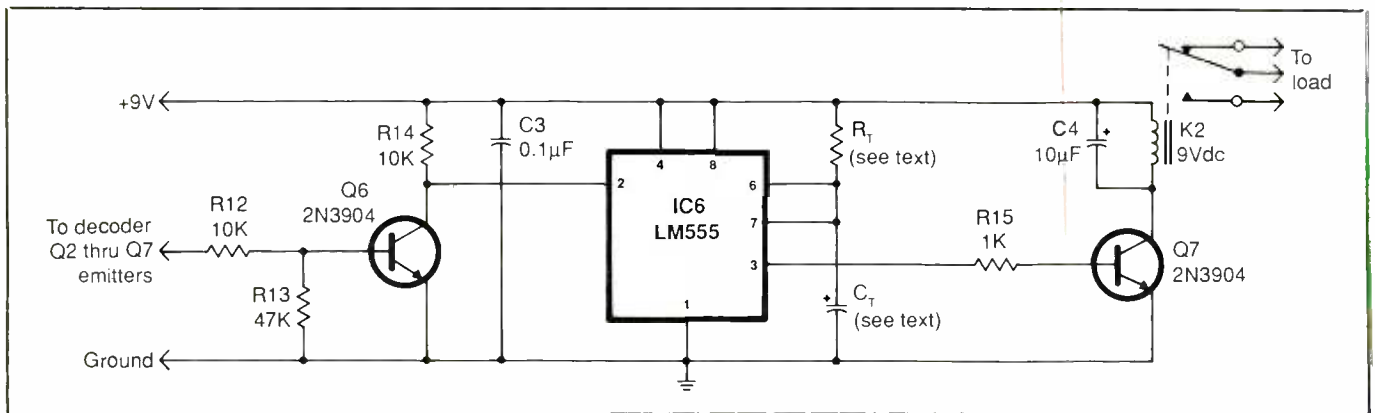 To
load
+9V
R14
10K
C3
0.1µF
4
8
R_T
(see text)
C4
10µF
K2
9Vdc
Q6
2N3904
2
6
IC6
LM555
7
R12
10K
R15
1K
To decoder
Q2 thru Q7
emitters
3
Q7
2N3904
R13
47K
C_T
(see text)
1
Ground
+
+